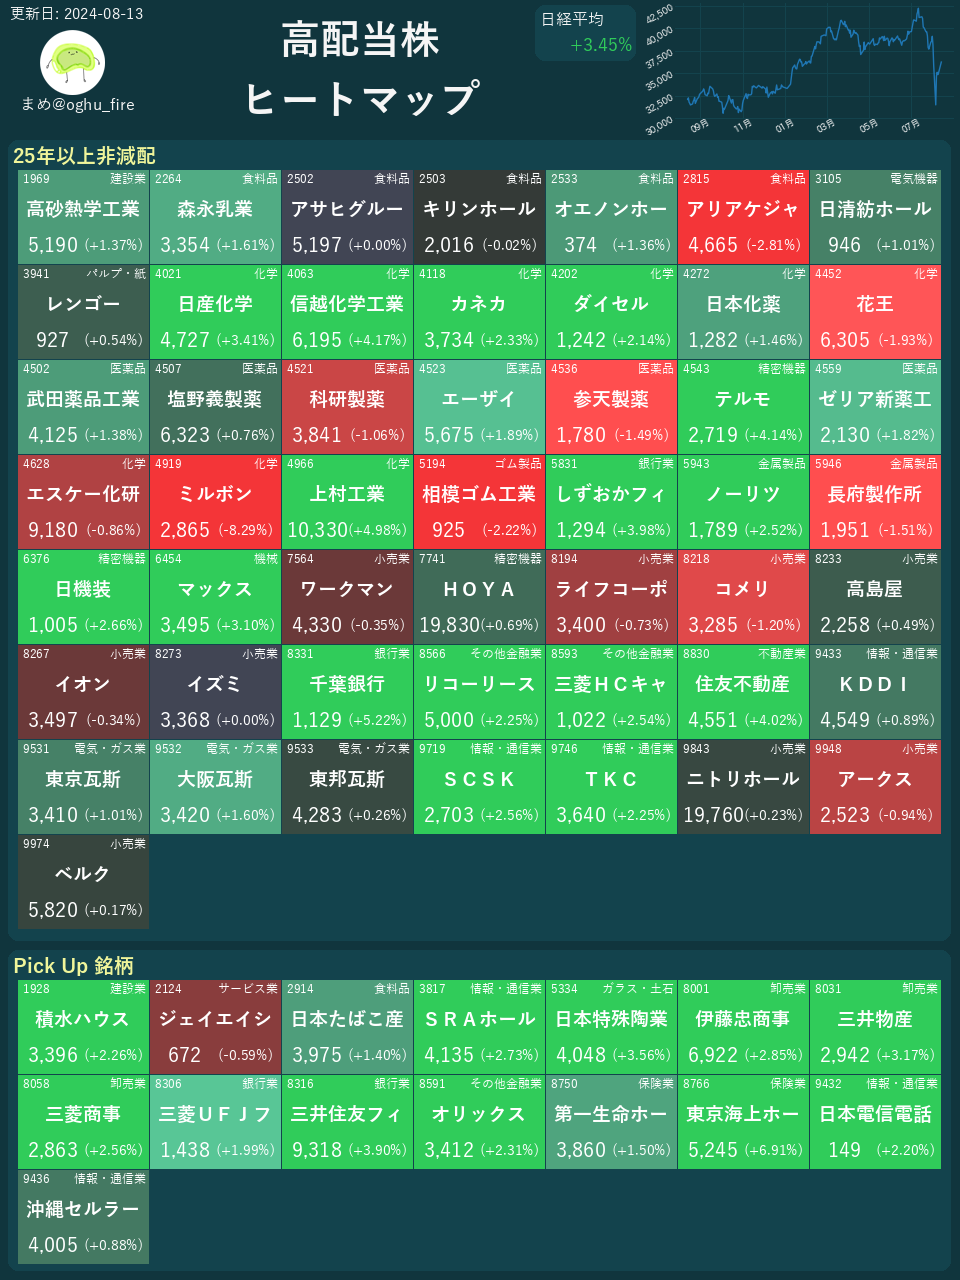 更新日: 2024-08-13
まめ@oghu_fire
高配当株
ヒートマップ
日経平均
+3.45%
42,500
40,000
37,500
35,000
32,500
30,000
09月 11月 01月 03月 05月 07月
25年以上非減配
1969 建設業 2264 食料品 2502 食料品 2503 食料品 2533 食料品 2815 食料品 3105 電気機器
高砂熱学工業 森永乳業 アサヒグルー キリンホール オエノンホー アリアケジャ 日清紡ホール
5,190 (+1.37%) 3,354 (+1.61%) 5,197 (+0.00%) 2,016 (-0.02%) 374 (+1.36%) 4,665 (-2.81%) 946 (+1.01%)
3941 パルプ・紙 4021 化学 4063 化学 4118 化学 4202 化学 4272 化学 4452 化学
レンゴー 日産化学 信越化学工業 カネカ ダイセル 日本化薬 花王
927 (+0.54%) 4,727 (+3.41%) 6,195 (+4.17%) 3,734 (+2.33%) 1,242 (+2.14%) 1,282 (+1.46%) 6,305 (-1.93%)
4502 医薬品 4507 医薬品 4521 医薬品 4523 医薬品 4536 医薬品 4543 精密機器 4559 医薬品
武田薬品工業 塩野義製薬 科研製薬 エーザイ 参天製薬 テルモ ゼリア新薬工
4,125 (+1.38%) 6,323 (+0.76%) 3,841 (-1.06%) 5,675 (+1.89%) 1,780 (-1.49%) 2,719 (+4.14%) 2,130 (+1.82%)
4628 化学 4919 化学 4966 化学 5194 ゴム製品 5831 銀行業 5943 金属製品 5946 金属製品
エスケー化研 ミルボン 上村工業 相模ゴム工業 しずおかフィ ノーリツ 長府製作所
9,180 (-0.86%) 2,865 (-8.29%) 10,330(+4.98%) 925 (-2.22%) 1,294 (+3.98%) 1,789 (+2.52%) 1,951 (-1.51%)
6376 精密機器 6454 機械 7564 小売業 7741 精密機器 8194 小売業 8218 小売業 8233 小売業
日機装 マックス ワークマン ＨＯＹＡ ライフコーポ コメリ 高島屋
1,005 (+2.66%) 3,495 (+3.10%) 4,330 (-0.35%) 19,830(+0.69%) 3,400 (-0.73%) 3,285 (-1.20%) 2,258 (+0.49%)
8267 小売業 8273 小売業 8331 銀行業 8566 その他金融業 8593 その他金融業 8830 不動産業 9433 情報・通信業
イオン イズミ 千葉銀行 リコーリース 三菱ＨＣキャ 住友不動産 ＫＤＤＩ
3,497 (-0.34%) 3,368 (+0.00%) 1,129 (+5.22%) 5,000 (+2.25%) 1,022 (+2.54%) 4,551 (+4.02%) 4,549 (+0.89%)
9531 電気・ガス業 9532 電気・ガス業 9533 電気・ガス業 9719 情報・通信業 9746 情報・通信業 9843 小売業 9948 小売業
東京瓦斯 大阪瓦斯 東邦瓦斯 ＳＣＳＫ ＴＫＣ ニトリホール アークス
3,410 (+1.01%) 3,420 (+1.60%) 4,283 (+0.26%) 2,703 (+2.56%) 3,640 (+2.25%) 19,760(+0.23%) 2,523 (-0.94%)
9974 小売業
ベルク
5,820 (+0.17%)
Pick Up 銘柄
1928 建設業 2124 サービス業 2914 食料品 3817 情報・通信業 5334 ガラス・土石 8001 卸売業 8031 卸売業
積水ハウス ジェイエイシ 日本たばこ産 ＳＲＡホール 日本特殊陶業 伊藤忠商事 三井物産
3,396 (+2.26%) 672 (-0.59%) 3,975 (+1.40%) 4,135 (+2.73%) 4,048 (+3.56%) 6,922 (+2.85%) 2,942 (+3.17%)
8058 卸売業 8306 銀行業 8316 銀行業 8591 その他金融業 8750 保険業 8766 保険業 9432 情報・通信業
三菱商事 三菱ＵＦＪフ 三井住友フィ オリックス 第一生命ホー 東京海上ホー 日本電信電話
2,863 (+2.56%) 1,438 (+1.99%) 9,318 (+3.90%) 3,412 (+2.31%) 3,860 (+1.50%) 5,245 (+6.91%) 149 (+2.20%)
9436 情報・通信業
沖縄セルラー
4,005 (+0.88%)